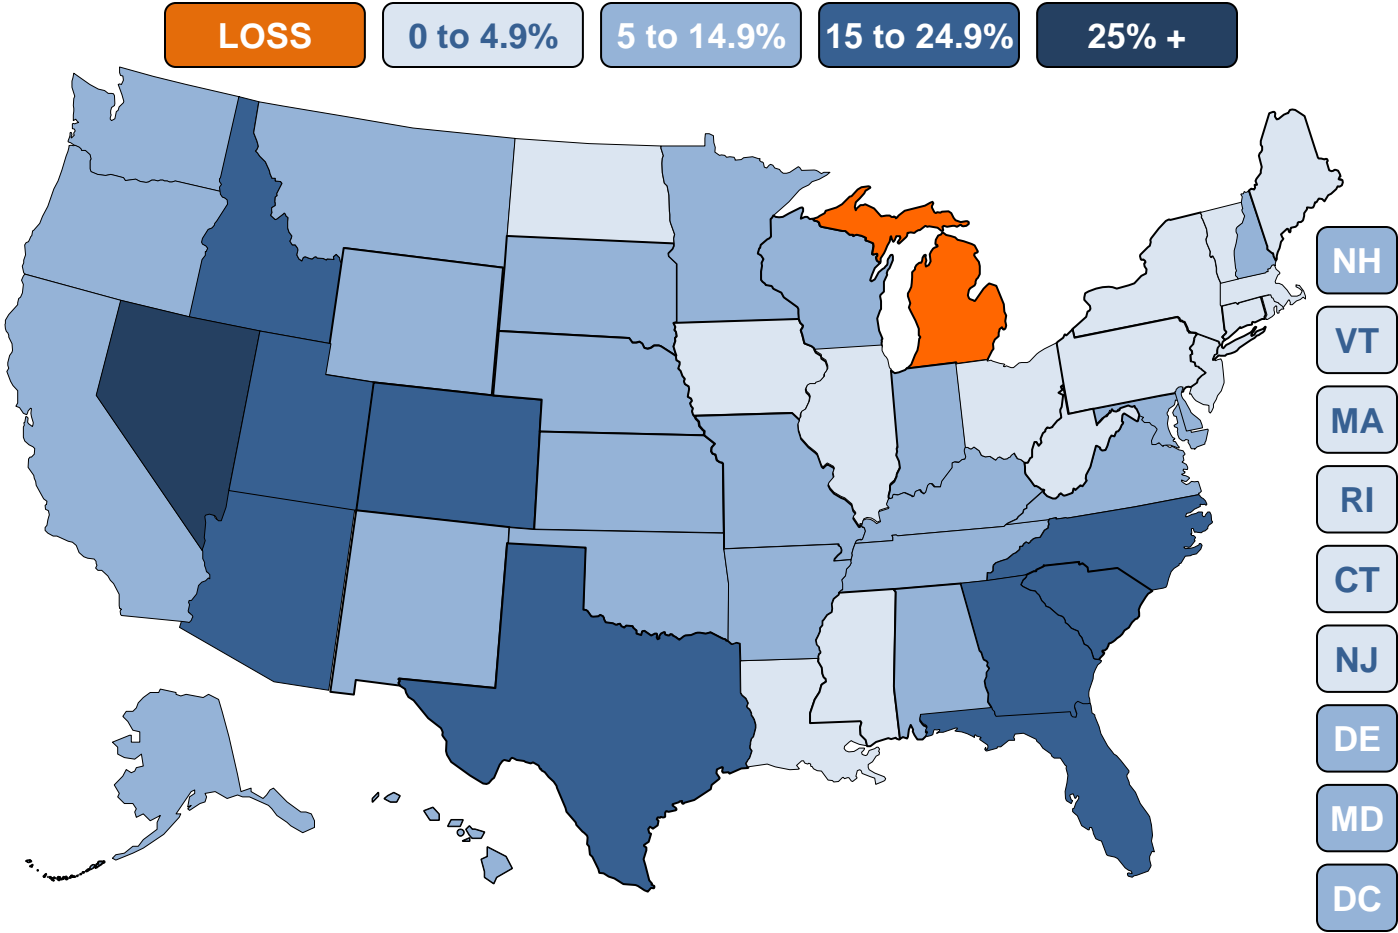 LOSS
0 to 4.9%
5 to 14.9%
15 to 24.9%
25% +
NH
VT
MA
RI
CT
NJ
DE
MD
DC